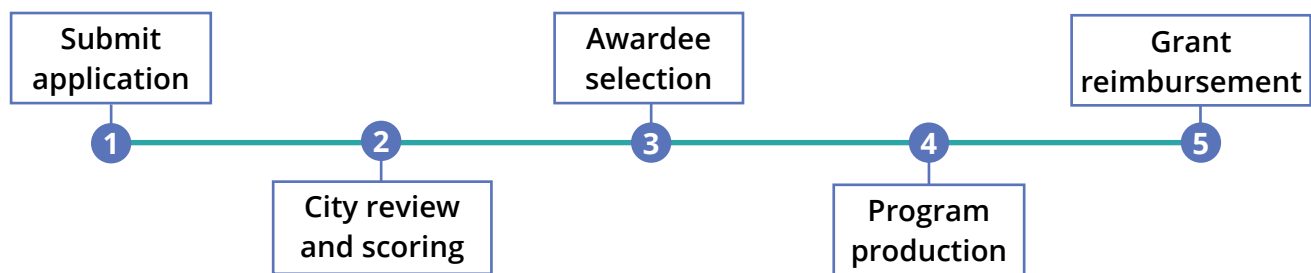 Submit
application
1
2
City review
and scoring
Awardee
selection
3
4
Program
production
Grant
reimbursement
5